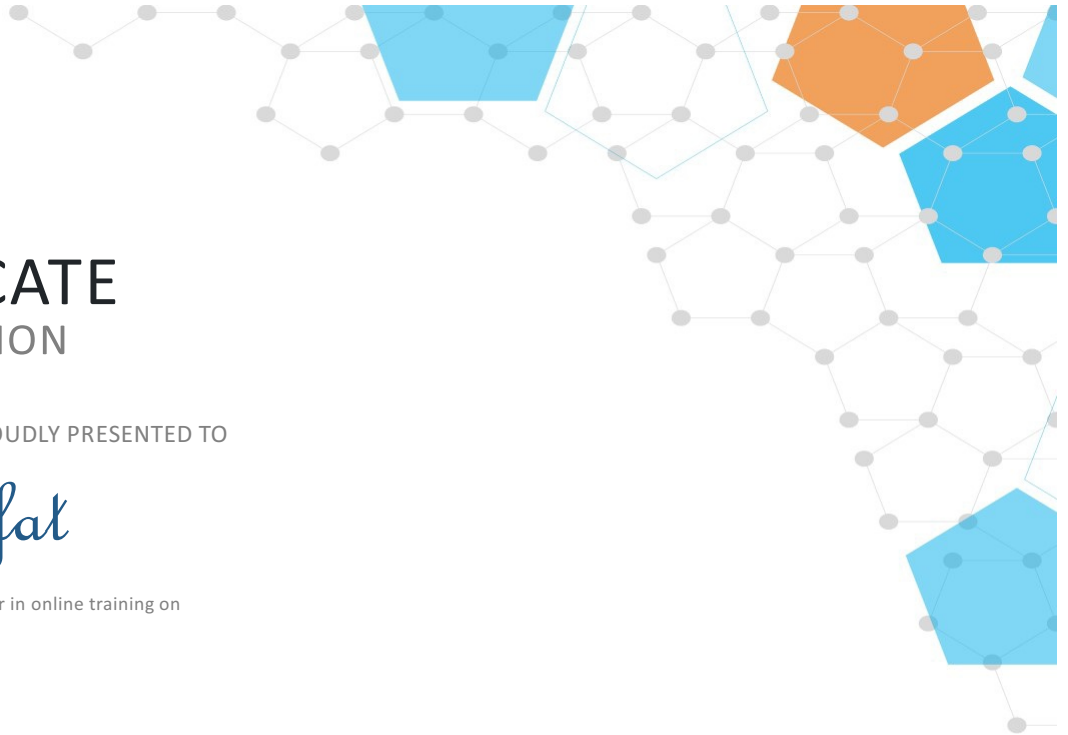 CATE
ION
OUDLY PRESENTED TO
fat
r in online training on